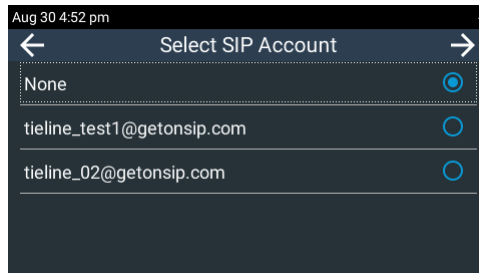 Aug 30 4:52 pm
Select SIP Account
None
tieline_test1@getonsip.com
tieline_02@getonsip.com